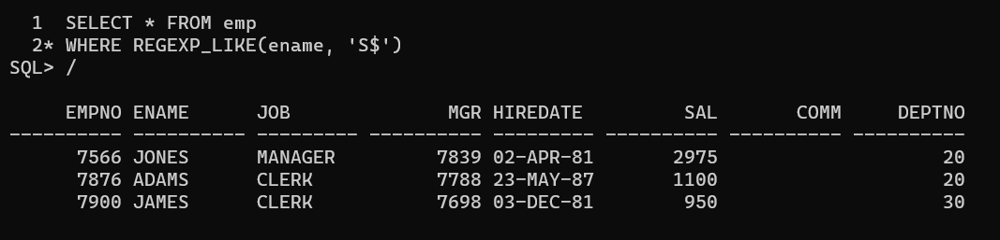 1  SELECT * FROM emp
  2* WHERE REGEXP_LIKE(ename, 'S$')
SQL> /
     EMPNO ENAME      JOB              MGR HIREDATE         SAL       COMM     DEPTNO
---------- ---------- --------- ---------- --------- ---------- ---------- ----------
      7566 JONES      MANAGER         7839 02-APR-81       2975                    20
      7876 ADAMS      CLERK           7788 23-MAY-87       1100                    20
      7900 JAMES      CLERK           7698 03-DEC-81        950                    30